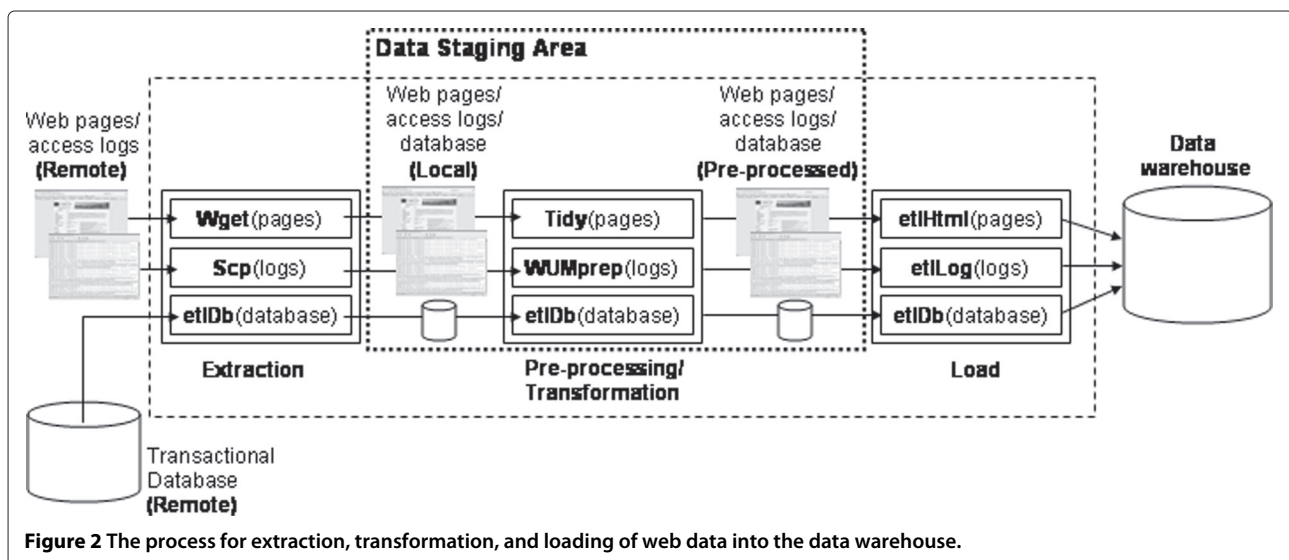 Data Staging Area
Web pages/
access logs
(Remote)
Web pages/
access logs/
database
(Local)
Web pages/
access logs/
database
(Pre-processed)
Data
warehouse
Wget(pages)
Scp(logs)
etlDb(database)
Extraction
Tidy(pages)
WUMprep(logs)
etlDb(database)
Pre-processing/
Transformation
etlHtml(pages)
etlLog(logs)
etlDb(database)
Load
Transactional
Database
(Remote)
Figure 2 The process for extraction, transformation, and loading of web data into the data warehouse.